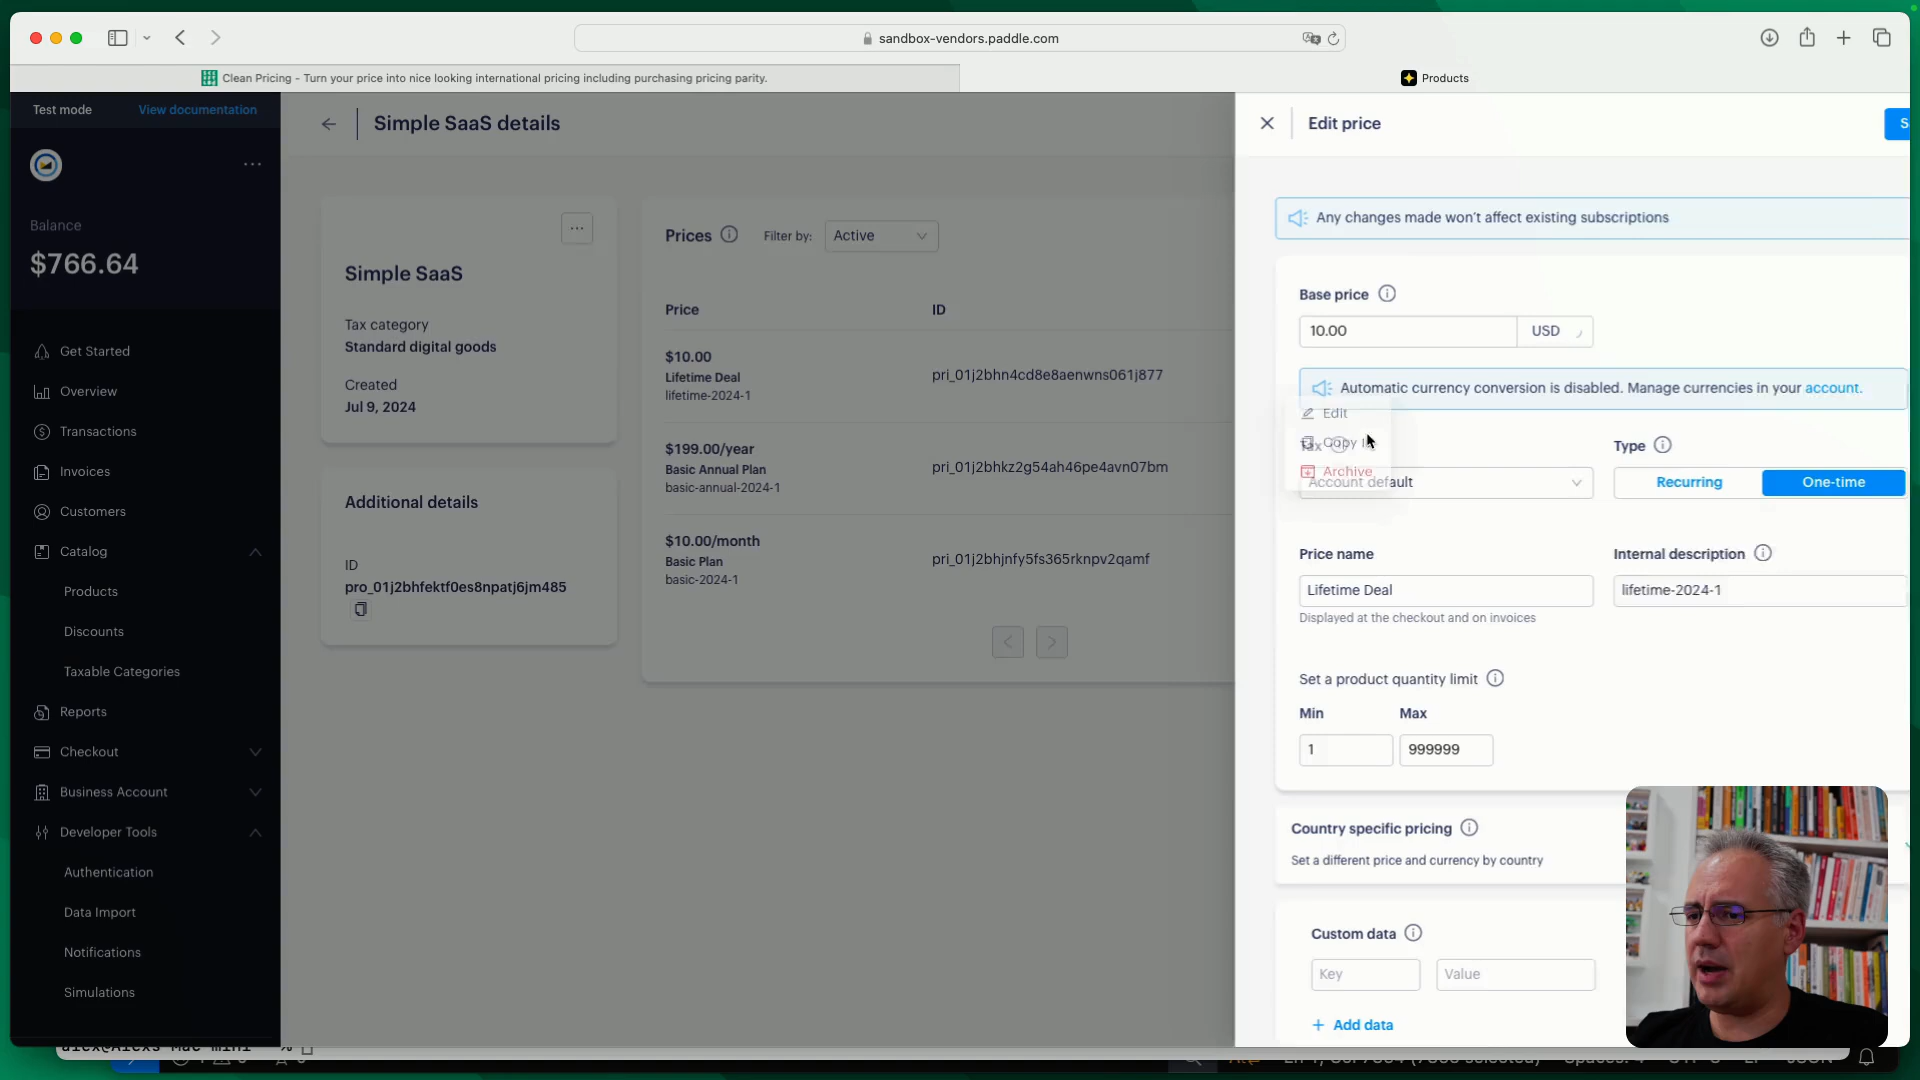 sandbox-vendors.paddle.com
Clean Pricing - Turn your price into nice looking international pricing including purchasing pricing parity.
Products
Test mode
View documentation
Balance
$766.64
Get Started
Overview
Transactions
Invoices
Customers
Catalog
Products
Discounts
Taxable Categories
Reports
Checkout
Business Account
Developer Tools
Authentication
Data Import
Notifications
Simulations
Simple SaaS details
Simple SaaS
Tax category
Standard digital goods
Created
Jul 9, 2024
Additional details
ID
pro_01j2bhfektf0es8npatj6jm485
Prices
Filter by:
Active
Price
ID
$10.00
Lifetime Deal
lifetime-2024-1
pri_01j2bhn4cd8e8aenwns061j877
$199.00/year
Basic Annual Plan
basic-annual-2024-1
pri_01j2bhkz2g54ah46pe4avn07bm
$10.00/month
Basic Plan
basic-2024-1
pri_01j2bhjnfy5fs365rknpv2qamf
Edit price
Any changes made won't affect existing subscriptions
Base price
10.00
USD
Automatic currency conversion is disabled. Manage currencies in your account.
Edit
Copy
Archive
Tax
Account default
Type
Recurring
One-time
Price name
Lifetime Deal
Displayed at the checkout and on invoices
Internal description
lifetime-2024-1
Set a product quantity limit
Min
Max
1
999999
Country specific pricing
Set a different price and currency by country
Custom data
Key
Value
+ Add data